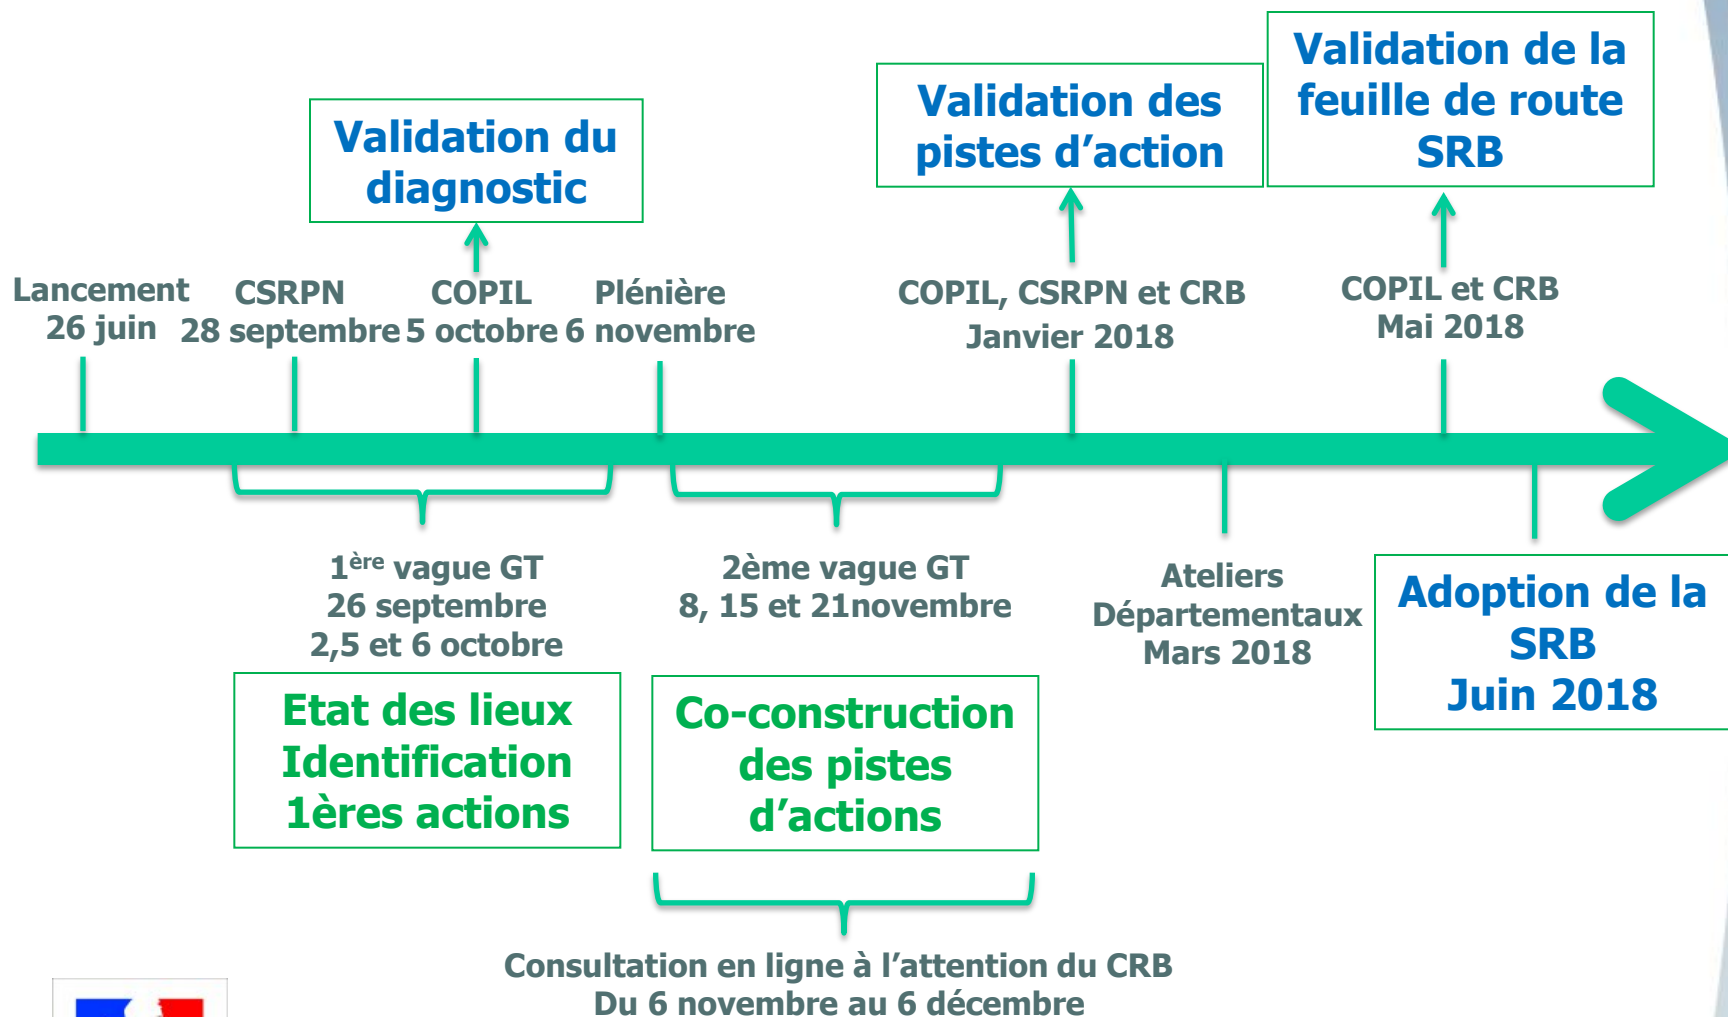 Validation du
diagnostic
Validation des
pistes d’action
Validation de la
feuille de route
SRB
Lancement
26 juin
CSRPN
28 septembre
COPIL
5 octobre
Plénière
6 novembre
COPIL, CSRPN et CRB
Janvier 2018
COPIL et CRB
Mai 2018
1ère vague GT
26 septembre
2,5 et 6 octobre
2ème vague GT
8, 15 et 21novembre
Ateliers
Départementaux
Mars 2018
Adoption de la
SRB
Juin 2018
Etat des lieux
Identification
1ères actions
Co-construction
des pistes
d’actions
Consultation en ligne à l’attention du CRB
Du 6 novembre au 6 décembre